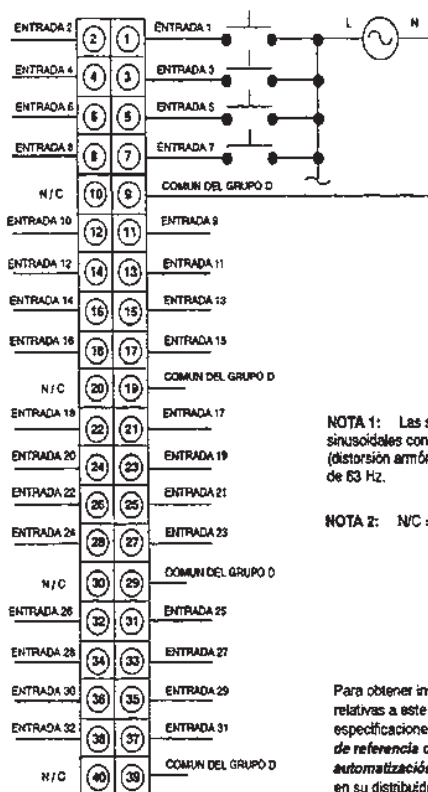 L N
ENTRADA 2 2 1 ENTRADA 1
ENTRADA 4 4 3 ENTRADA 3
ENTRADA 6 6 5 ENTRADA 5
ENTRADA 8 8 7 ENTRADA 7
N/C 10 9 COMUN DEL GRUPO D
ENTRADA 10 12 11 ENTRADA 9
ENTRADA 12 14 13 ENTRADA 11
ENTRADA 14 16 15 ENTRADA 13
ENTRADA 16 18 17 ENTRADA 15
N/C 20 19 COMUN DEL GRUPO D
ENTRADA 18 22 21 ENTRADA 17
ENTRADA 20 24 23 ENTRADA 19
ENTRADA 22 26 25 ENTRADA 21
ENTRADA 24 28 27 ENTRADA 23
N/C 30 29 COMUN DEL GRUPO D
ENTRADA 26 32 31 ENTRADA 25
ENTRADA 28 34 33 ENTRADA 27
ENTRADA 30 36 35 ENTRADA 29
ENTRADA 32 38 37 ENTRADA 31
N/C 40 39 COMUN DEL GRUPO D
NOTA 1: Las s
sinusoidales con
(distorsión armón
de 63 Hz.
NOTA 2: N/C =
Para obtener in
relativas a este
especificacione
de referencia d
automatización
en su distribuid